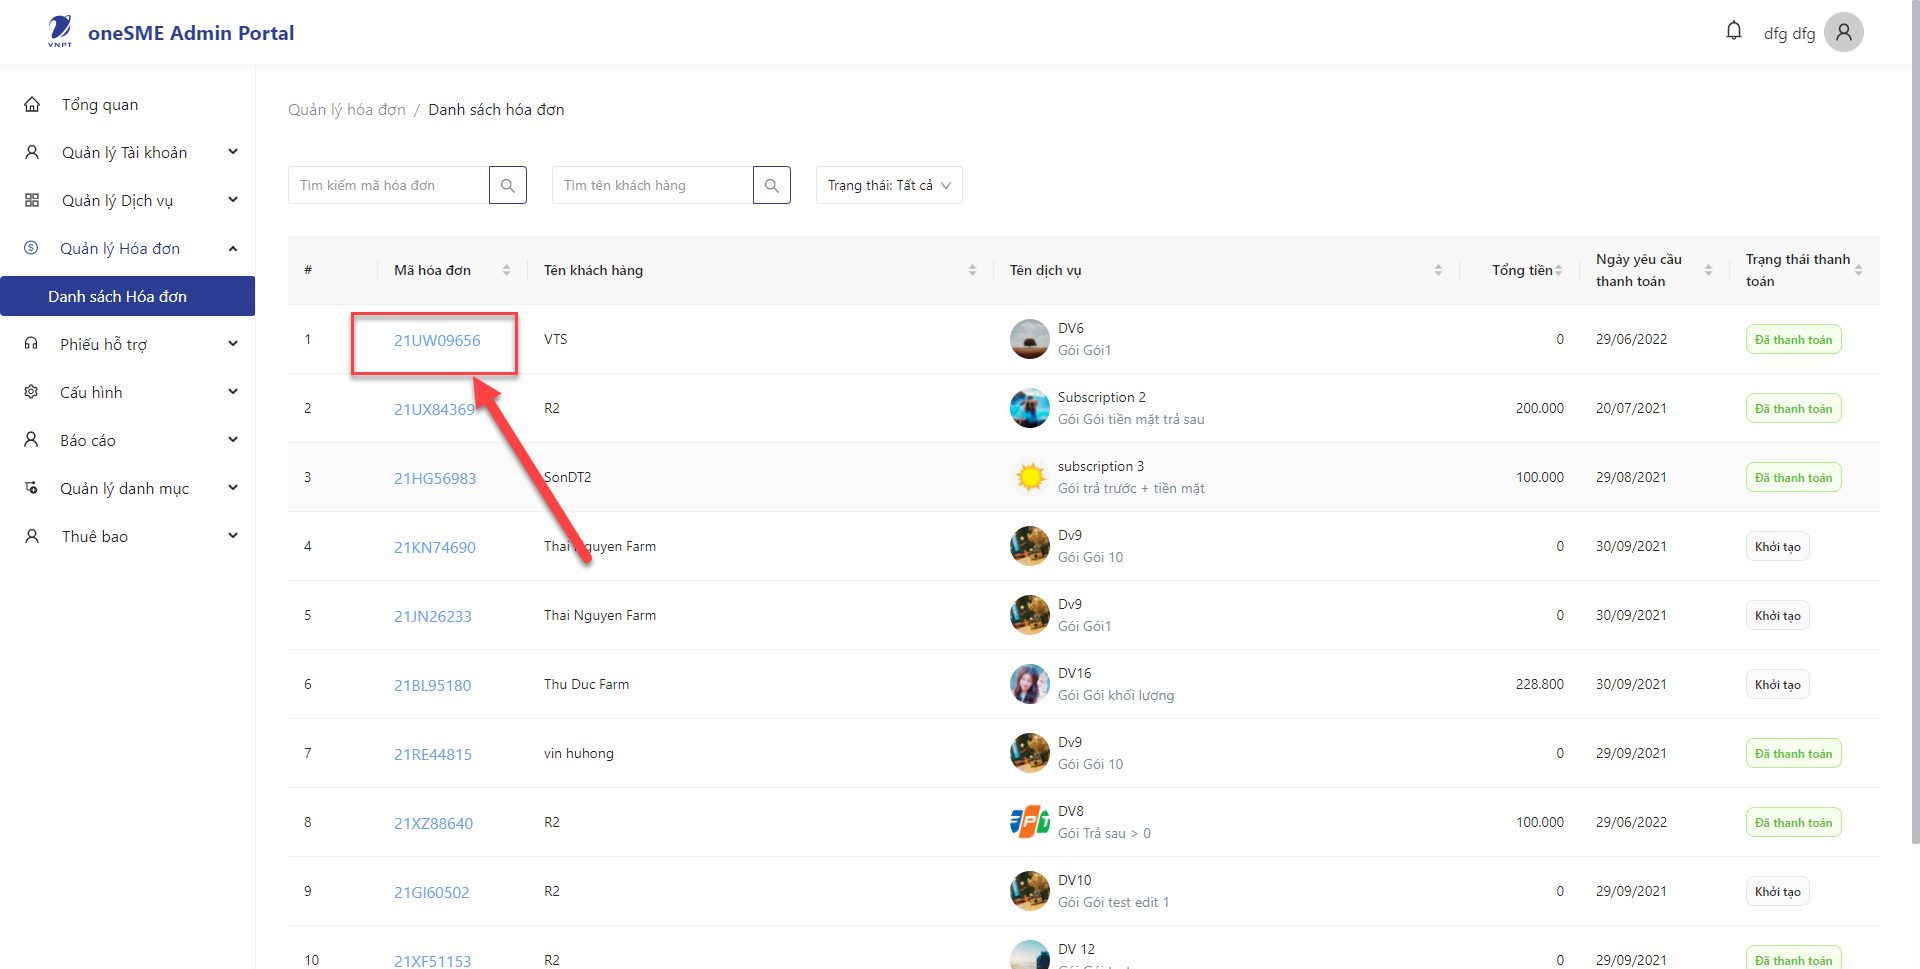 VNPT
oneSME Admin Portal
dfg dfg
Tổng quan
Quản lý Tài khoản
Quản lý Dịch vụ
Quản lý Hóa đơn
Danh sách Hóa đơn
Phiếu hỗ trợ
Cấu hình
Báo cáo
Quản lý danh mục
Thuê bao
Quản lý hóa đơn / Danh sách hóa đơn
Tìm kiếm mã hóa đơn
Tìm tên khách hàng
Trạng thái: Tất cả
# Mã hóa đơn Tên khách hàng Tên dịch vụ Tổng tiền Ngày yêu cầu thanh toán Trạng thái thanh toán
1 21UW09656 VTS DV6 0 29/06/2022 Đã thanh toán
Gói Gói1
2 21UX84369 R2 Subscription 2 200.000 20/07/2021 Đã thanh toán
Gói Gói tiền mặt trả sau
3 21HG56983 SonDT2 subscription 3 100.000 29/08/2021 Đã thanh toán
Gói trả trước + tiền mặt
4 21KN74690 Thai Nguyen Farm Dv9 0 30/09/2021 Khởi tạo
Gói Gói 10
5 21JN26233 Thai Nguyen Farm Dv9 0 30/09/2021 Khởi tạo
Gói Gói1
6 21BL95180 Thu Duc Farm DV16 228.800 30/09/2021 Khởi tạo
Gói Gói khối lượng
7 21RE44815 vin huhong Dv9 0 29/09/2021 Đã thanh toán
Gói Gói 10
8 21XZ88640 R2 FPT DV8 100.000 29/06/2022 Đã thanh toán
Gói Trả sau > 0
9 21GI60502 R2 DV10 0 29/09/2021 Khởi tạo
Gói Gói test edit 1
10 21XF51153 R2 DV 12 0 29/09/2021 Đã thanh toán